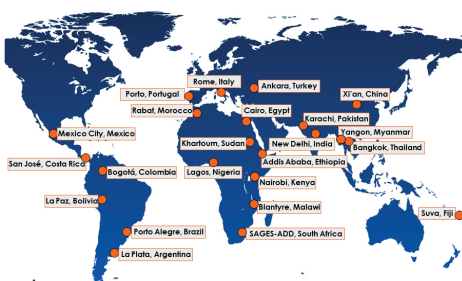 Rome, Italy
Ankara, Turkey
Porto, Portugal
Xi'an, China
Rabat, Morocco
Cairo, Egypt
Karachi, Pakistan
Mexico City, Mexico
Yangon, Myanmar
Khartoum, Sudan
New Delhi, India
Bangkok, Thailand
San José, Costa Rica
Addis Ababa, Ethiopia
Bogotá, Colombia
Lagos, Nigeria
Nairobi, Kenya
La Paz, Bolivia
Blantyre, Malawi
Suva, Fiji
Porto Alegre, Brazil
SAGES-ADD, South Africa
La Plata, Argentina